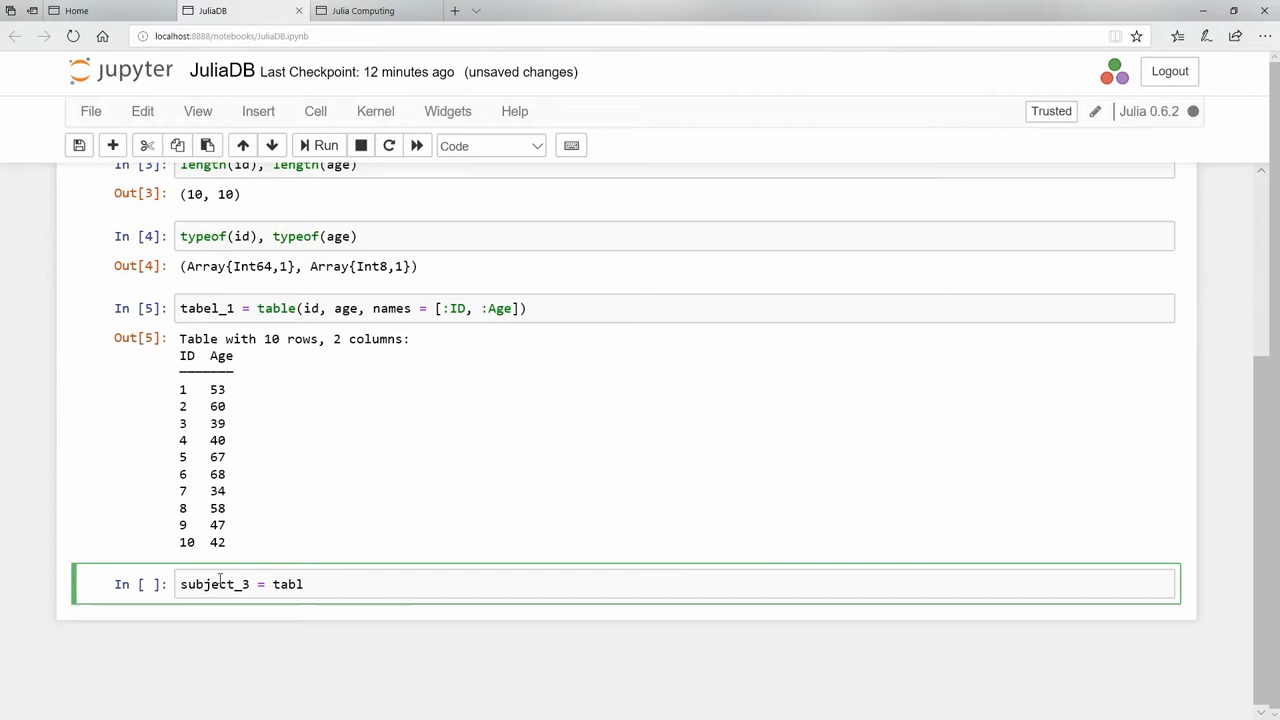 Home
JuliaDB
Julia Computing
localhost:8888/notebooks/JuliaDB.ipynb
jupyter JuliaDB Last Checkpoint: 12 minutes ago (unsaved changes)
Logout
File Edit View Insert Cell Kernel Widgets Help
Trusted
Julia 0.6.2
Run
Code
In [3]: length(id), length(age)
Out[3]: (10, 10)
In [4]: typeof(id), typeof(age)
Out[4]: (Array{Int64,1}, Array{Int8,1})
In [5]: tabel_1 = table(id, age, names = [:ID, :Age])
Out[5]: Table with 10 rows, 2 columns:
ID Age
1 53
2 60
3 39
4 40
5 67
6 68
7 34
8 58
9 47
10 42
In [ ]: subject_3 = tabl